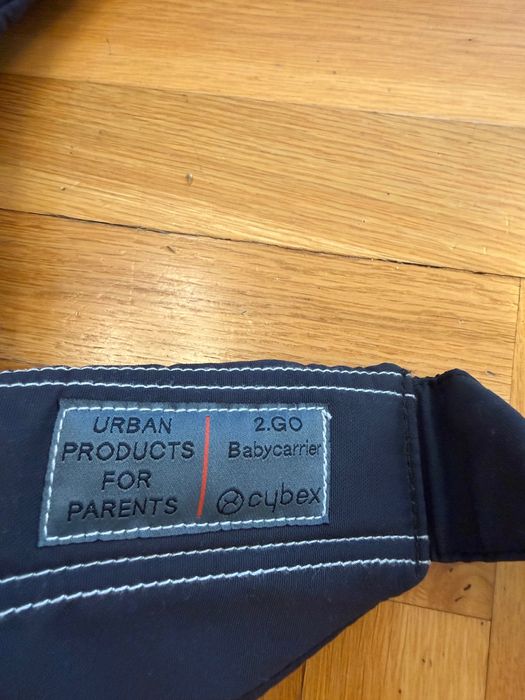 URBAN
PRODUCTS
FOR
PARENTS
2.GO
Babycarrier
cybex